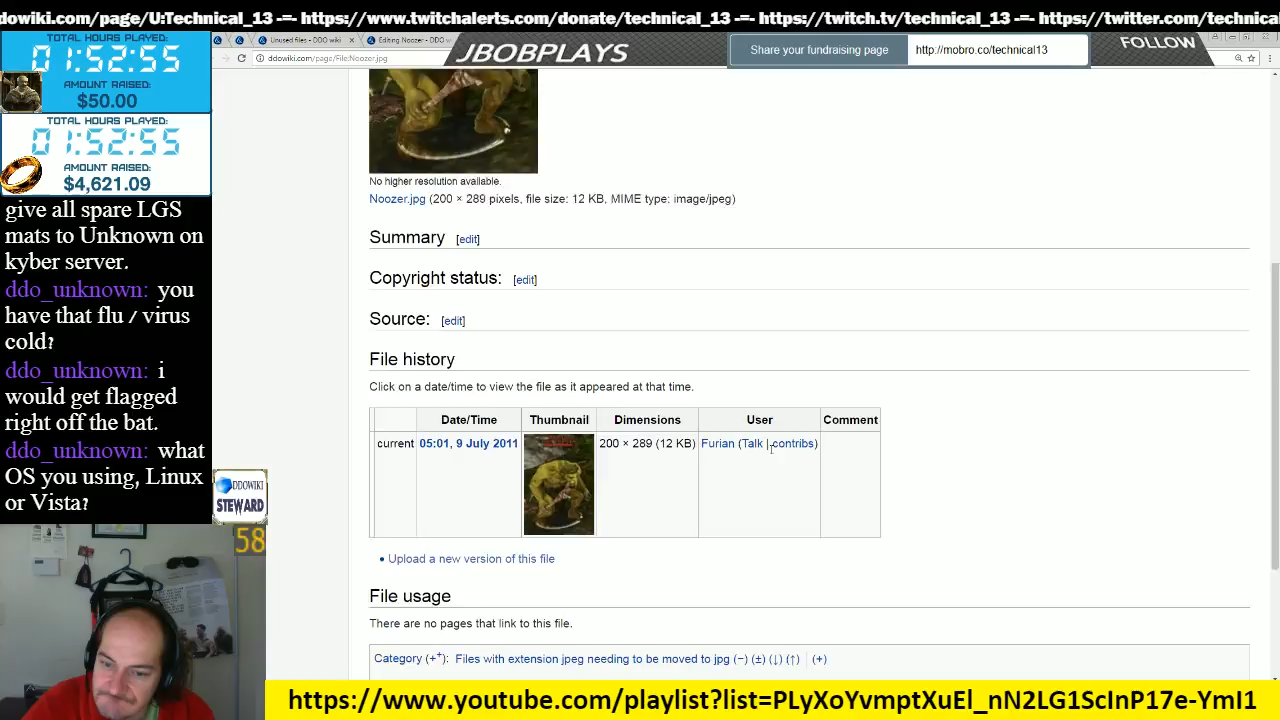 dowiki.com/page/U:Technical_13 -=- https://www.twitchalerts.com/donate/technical_13 -=- https://twitch.tv/technical_13 -=- https://twitter.com/technica
TOTAL HOURS PLAYED:
01:52:55
AMOUNT RAISED:
$50.00
TOTAL HOURS PLAYED:
01:52:55
AMOUNT RAISED:
$4,621.09
give all spare LGS
mats to Unknown on
kyber server.
ddo_unknown: you
have that flu / virus
cold?
ddo_unknown: i
would get flagged
right off the bat.
ddo_unknown: what
OS you using, Linux
or Vista?
DDOWIKI
STEWARD
58
Unused files - DDO wiki
Editing Noozer - DDO w
ddowiki.com/page/File:Noozer.jpg
JBOBPLAYS
Share your fundraising page
http://mobro.co/technical13
FOLLOW
No higher resolution available.
Noozer.jpg (200 × 289 pixels, file size: 12 KB, MIME type: image/jpeg)
Summary [edit]
Copyright status: [edit]
Source: [edit]
File history
Click on a date/time to view the file as it appeared at that time.
Date/Time Thumbnail Dimensions User Comment
current 05:01, 9 July 2011 200 × 289 (12 KB) Furian (Talk | contribs)
• Upload a new version of this file
File usage
There are no pages that link to this file.
Category (+⁺): Files with extension jpeg needing to be moved to jpg (−) (±) (↓) (↑) | (+)
https://www.youtube.com/playlist?list=PLyXoYvmptXuEl_nN2LG1ScInP17e-YmI1